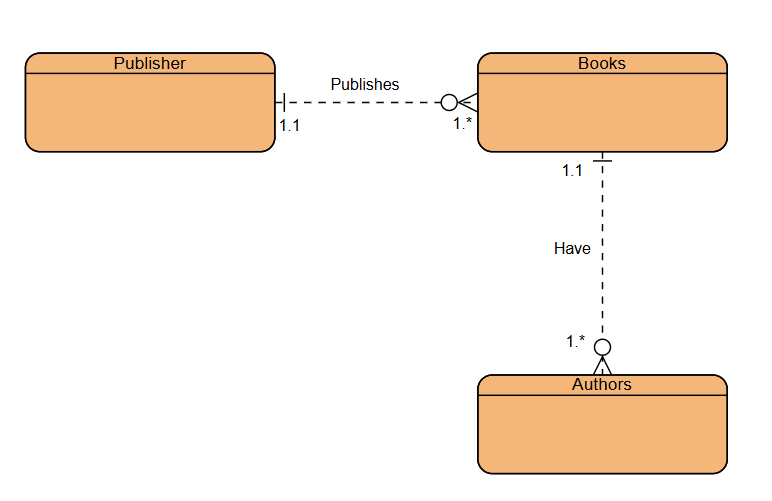 Publisher
Books
Publishes
1.1
1.*
1.1
Have
1.*
Authors